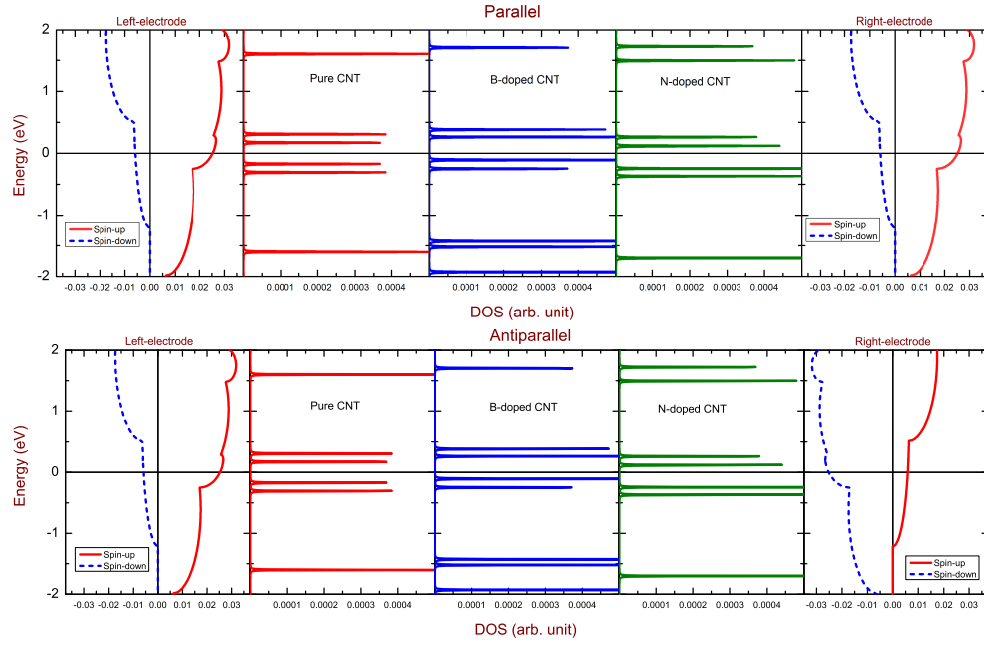 Parallel
Left-electrode
Right-electrode
2
1
0
-1
-2
Energy (eV)
Pure CNT
B-doped CNT
N-doped CNT
Spin-up
Spin-down
Spin-up
Spin-down
-0.03 -0.02 -0.01 0.00 0.01 0.02 0.03
0.0001 0.0002 0.0003 0.0004
0.0001 0.0002 0.0003 0.0004
0.0001 0.0002 0.0003 0.0004
-0.03 -0.02 -0.01 0.00 0.01 0.02 0.03
DOS (arb. unit)
Antiparallel
Left-electrode
Right-electrode
2
1
0
-1
-2
Energy (eV)
Pure CNT
B-doped CNT
N-doped CNT
Spin-up
Spin-down
Spin-up
Spin-down
-0.03 -0.02 -0.01 0.00 0.01 0.02 0.03
0.0001 0.0002 0.0003 0.0004
0.0001 0.0002 0.0003 0.0004
0.0001 0.0002 0.0003 0.0004
-0.03 -0.02 -0.01 0.00 0.01 0.02 0.03
DOS (arb. unit)